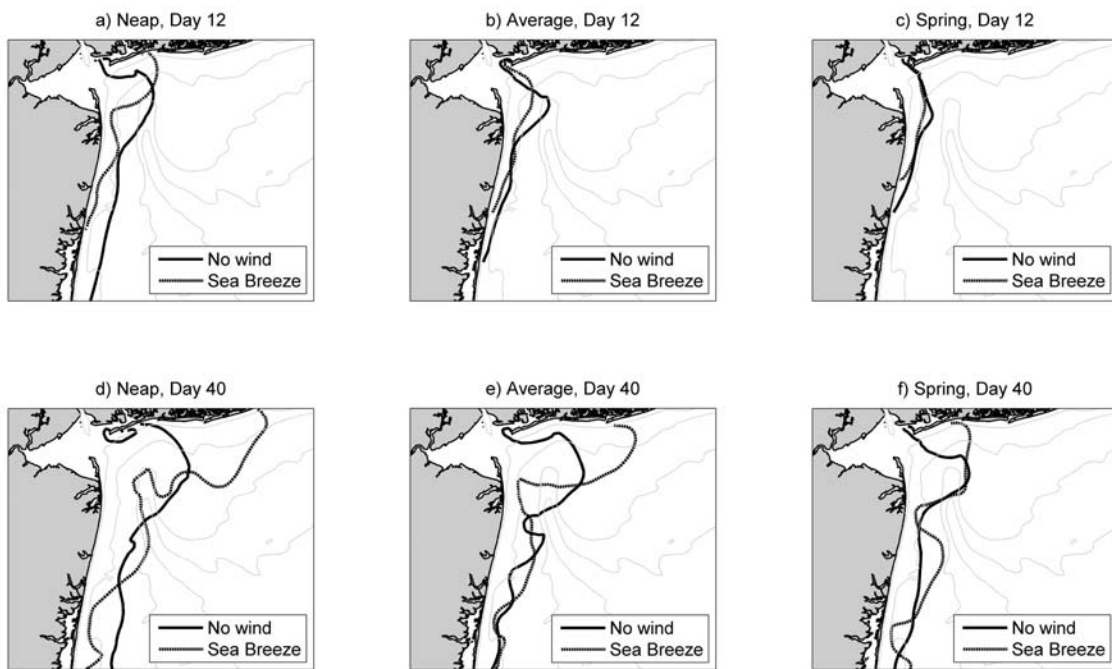 a) Neap, Day 12
b) Average, Day 12
c) Spring, Day 12
No wind
Sea Breeze
No wind
Sea Breeze
No wind
Sea Breeze
d) Neap, Day 40
e) Average, Day 40
f) Spring, Day 40
No wind
Sea Breeze
No wind
Sea Breeze
No wind
Sea Breeze